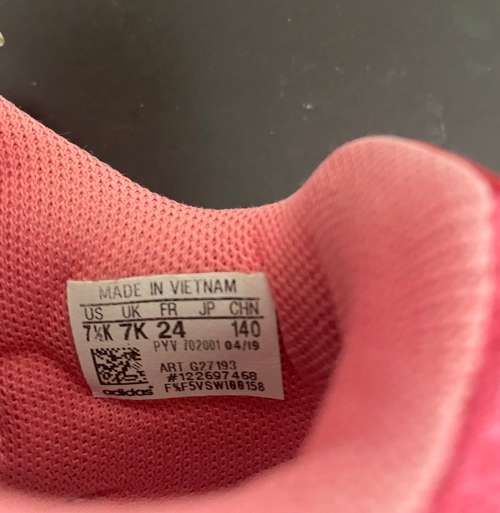 MADE IN VIETNAM
US UK FR JP CHN
7½K 7K 24 140
PYV 702001 04/19
ART G27193
#122697468
F%F5VSW100158
adidas